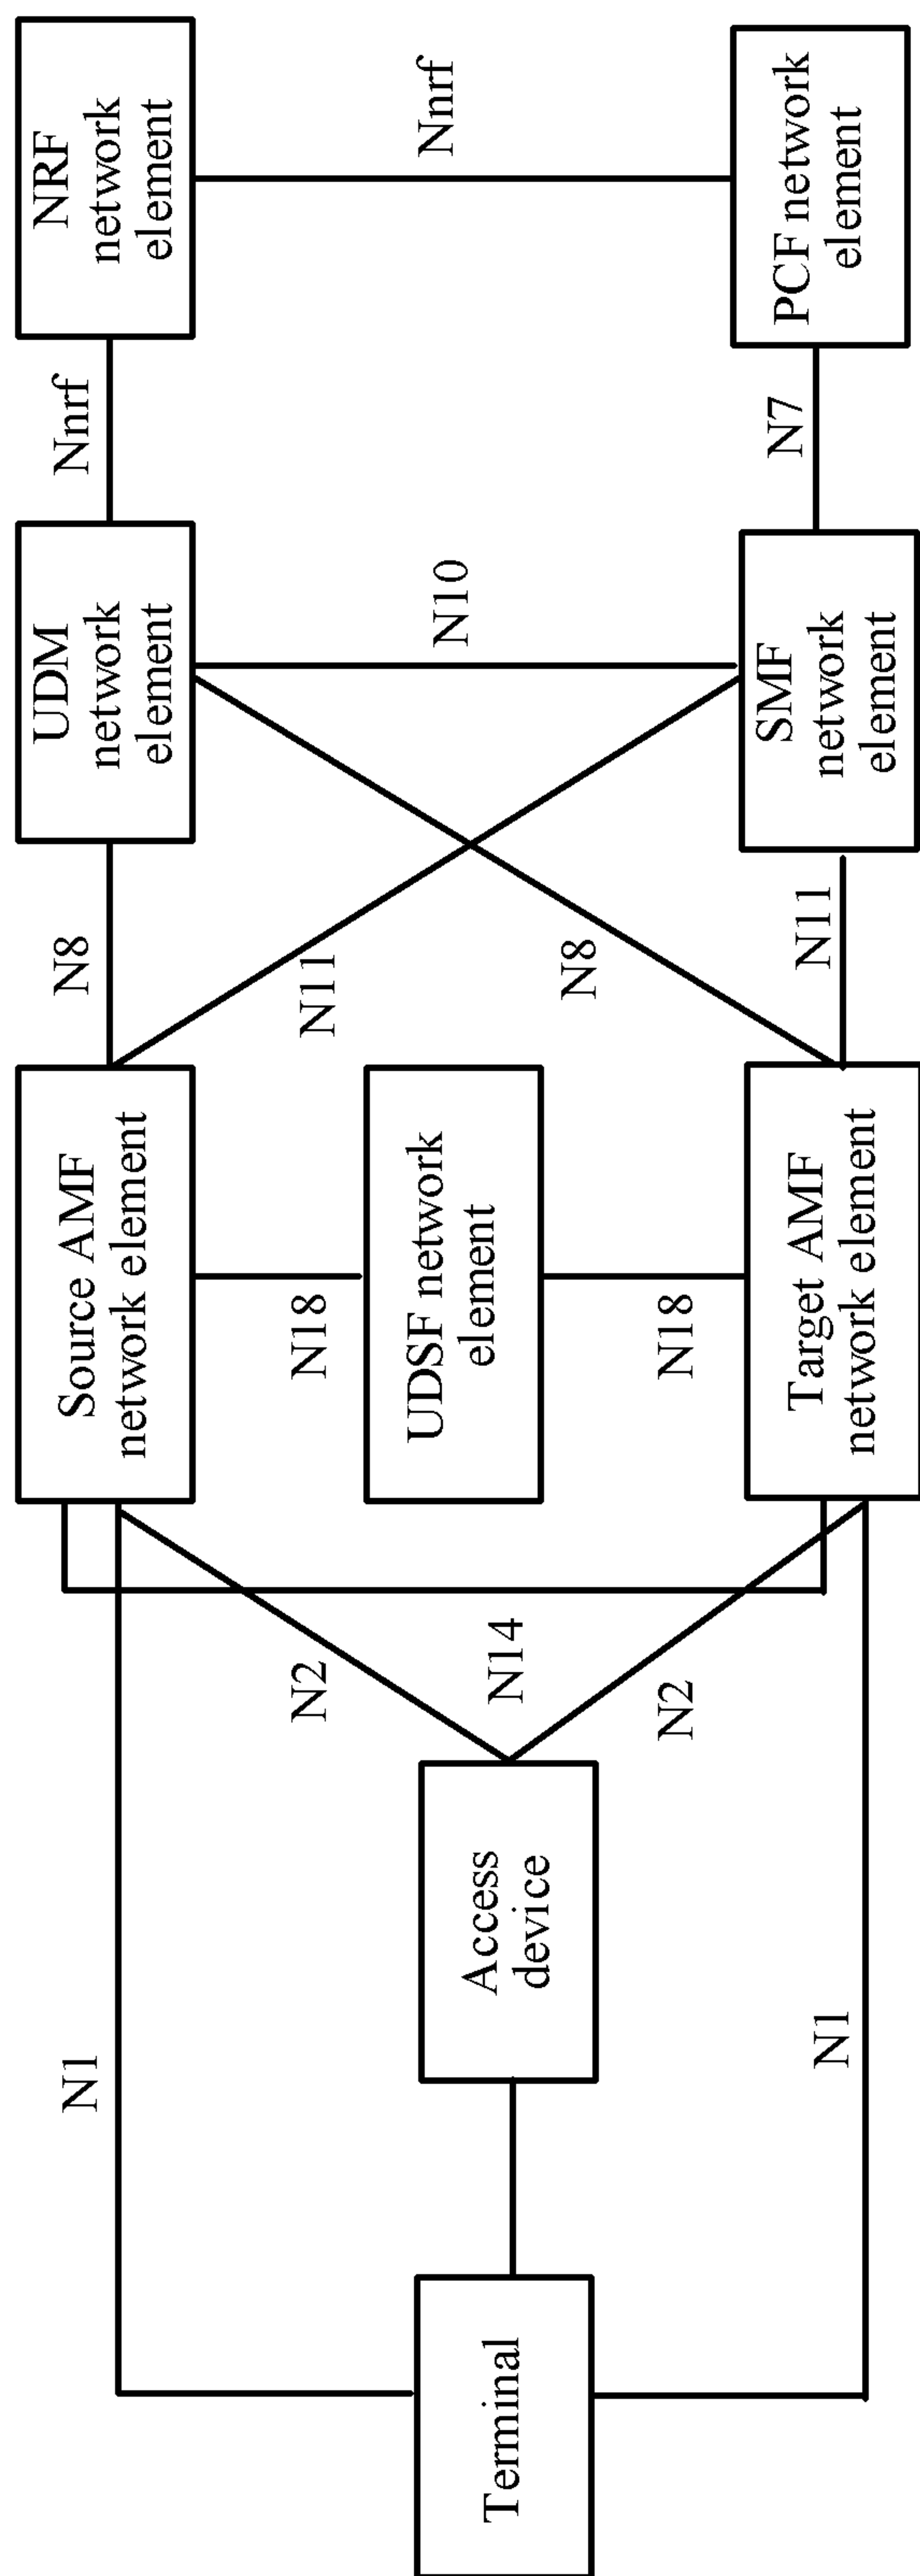 N1
Terminal
N1
Access
device
N2
N14
N2
Source AMF
network element
N18
UDSF network
element
N18
Target AMF
network element
N8
N11
N8
N11
UDM
network
element
N10
SMF
network
element
Nnrf
N7
NRF
network
element
Nnrf
PCF network
element